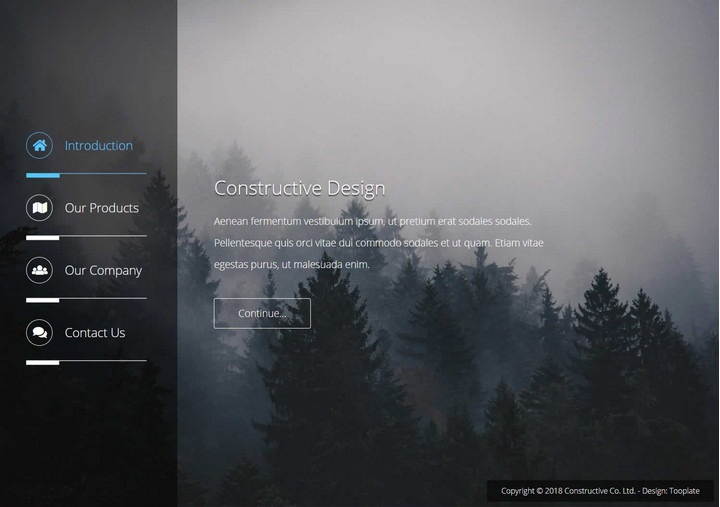 Introduction
Our Products
Our Company
Contact Us
Constructive Design
Aenean fermentum vestibulum ipsum, ut pretium erat sodales sodales.
Pellentesque quis orci vitae dui commodo sodales et ut quam. Etiam vitae
egestas purus, ut malesuada enim.
Continue...
Copyright © 2018 Constructive Co. Ltd. - Design: Tooplate